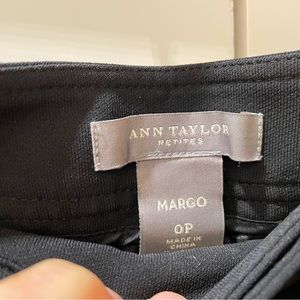 ANN TAYLOR
PETITES
MARGO
0P
MADE IN
CHINA